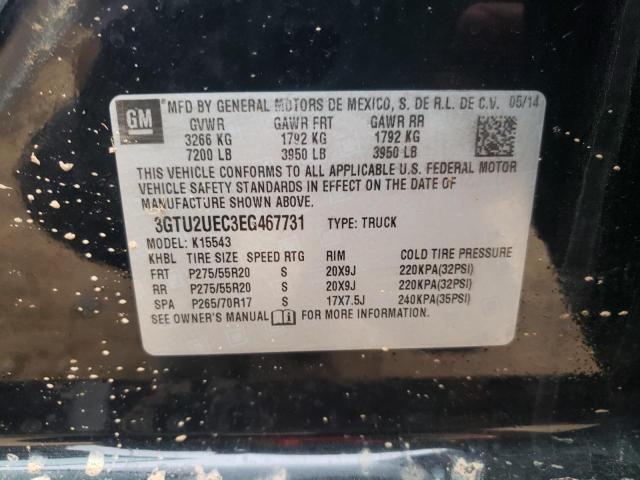 GM MFD BY GENERAL MOTORS DE MEXICO, S. DE R.L. DE C.V. 05/14
GVWR GAWR FRT GAWR RR
3266 KG 1792 KG 1792 KG
7200 LB 3950 LB 3950 LB
THIS VEHICLE CONFORMS TO ALL APPLICABLE U.S. FEDERAL MOTOR
VEHICLE SAFETY STANDARDS IN EFFECT ON THE DATE OF
MANUFACTURE SHOWN ABOVE.
3GTU2UEC3EG467731 TYPE: TRUCK
MODEL: K15543
KHBL TIRE SIZE SPEED RTG RIM COLD TIRE PRESSURE
FRT P275/55R20 S 20X9J 220KPA(32PSI)
RR P275/55R20 S 20X9J 220KPA(32PSI)
SPA P265/70R17 S 17X7.5J 240KPA(35PSI)
SEE OWNER'S MANUAL FOR MORE INFORMATION.